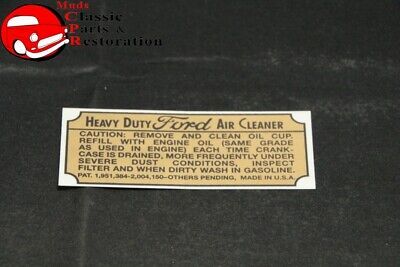 Muds
Classic
Parts &
Restoration
HEAVY DUTY Ford AIR CLEANER
CAUTION: REMOVE AND CLEAN OIL CUP.
REFILL WITH ENGINE OIL (SAME GRADE
AS USED IN ENGINE) EACH TIME CRANK-
CASE IS DRAINED, MORE FREQUENTLY UNDER
SEVERE DUST CONDITIONS, INSPECT
FILTER AND WHEN DIRTY WASH IN GASOLINE.
PAT. 1,951,384-2,004,150-OTHERS PENDING, MADE IN U.S.A.